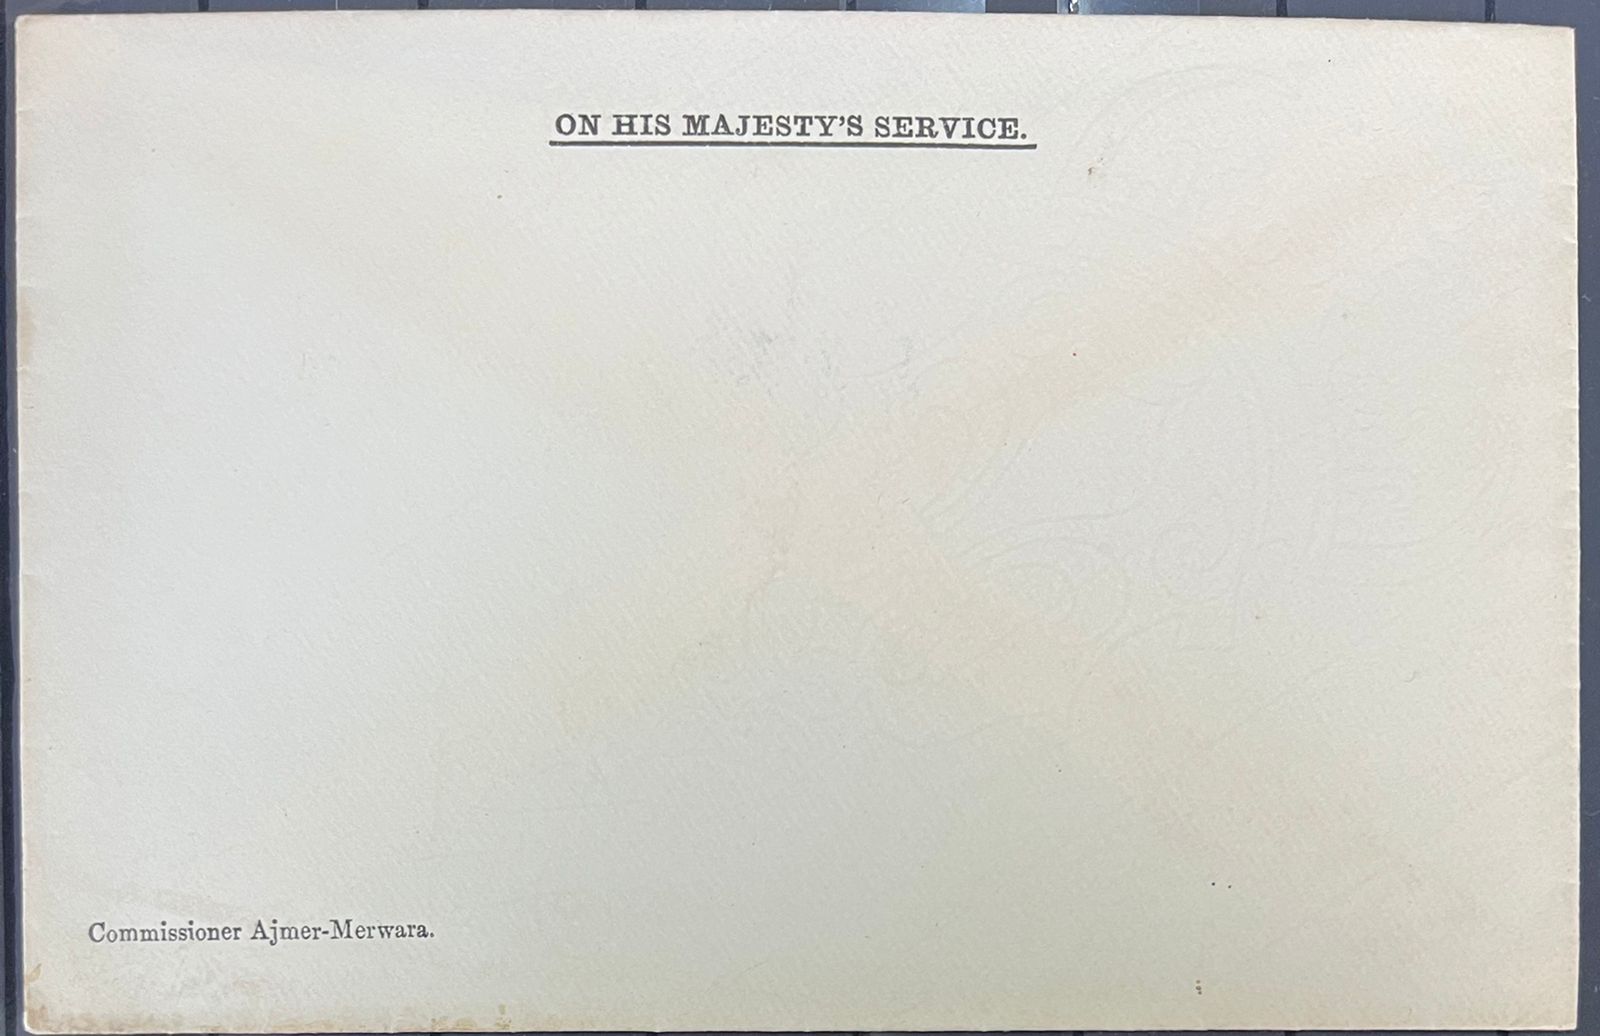 ON HIS MAJESTY'S SERVICE.
Commissioner Ajmer-Merwara.